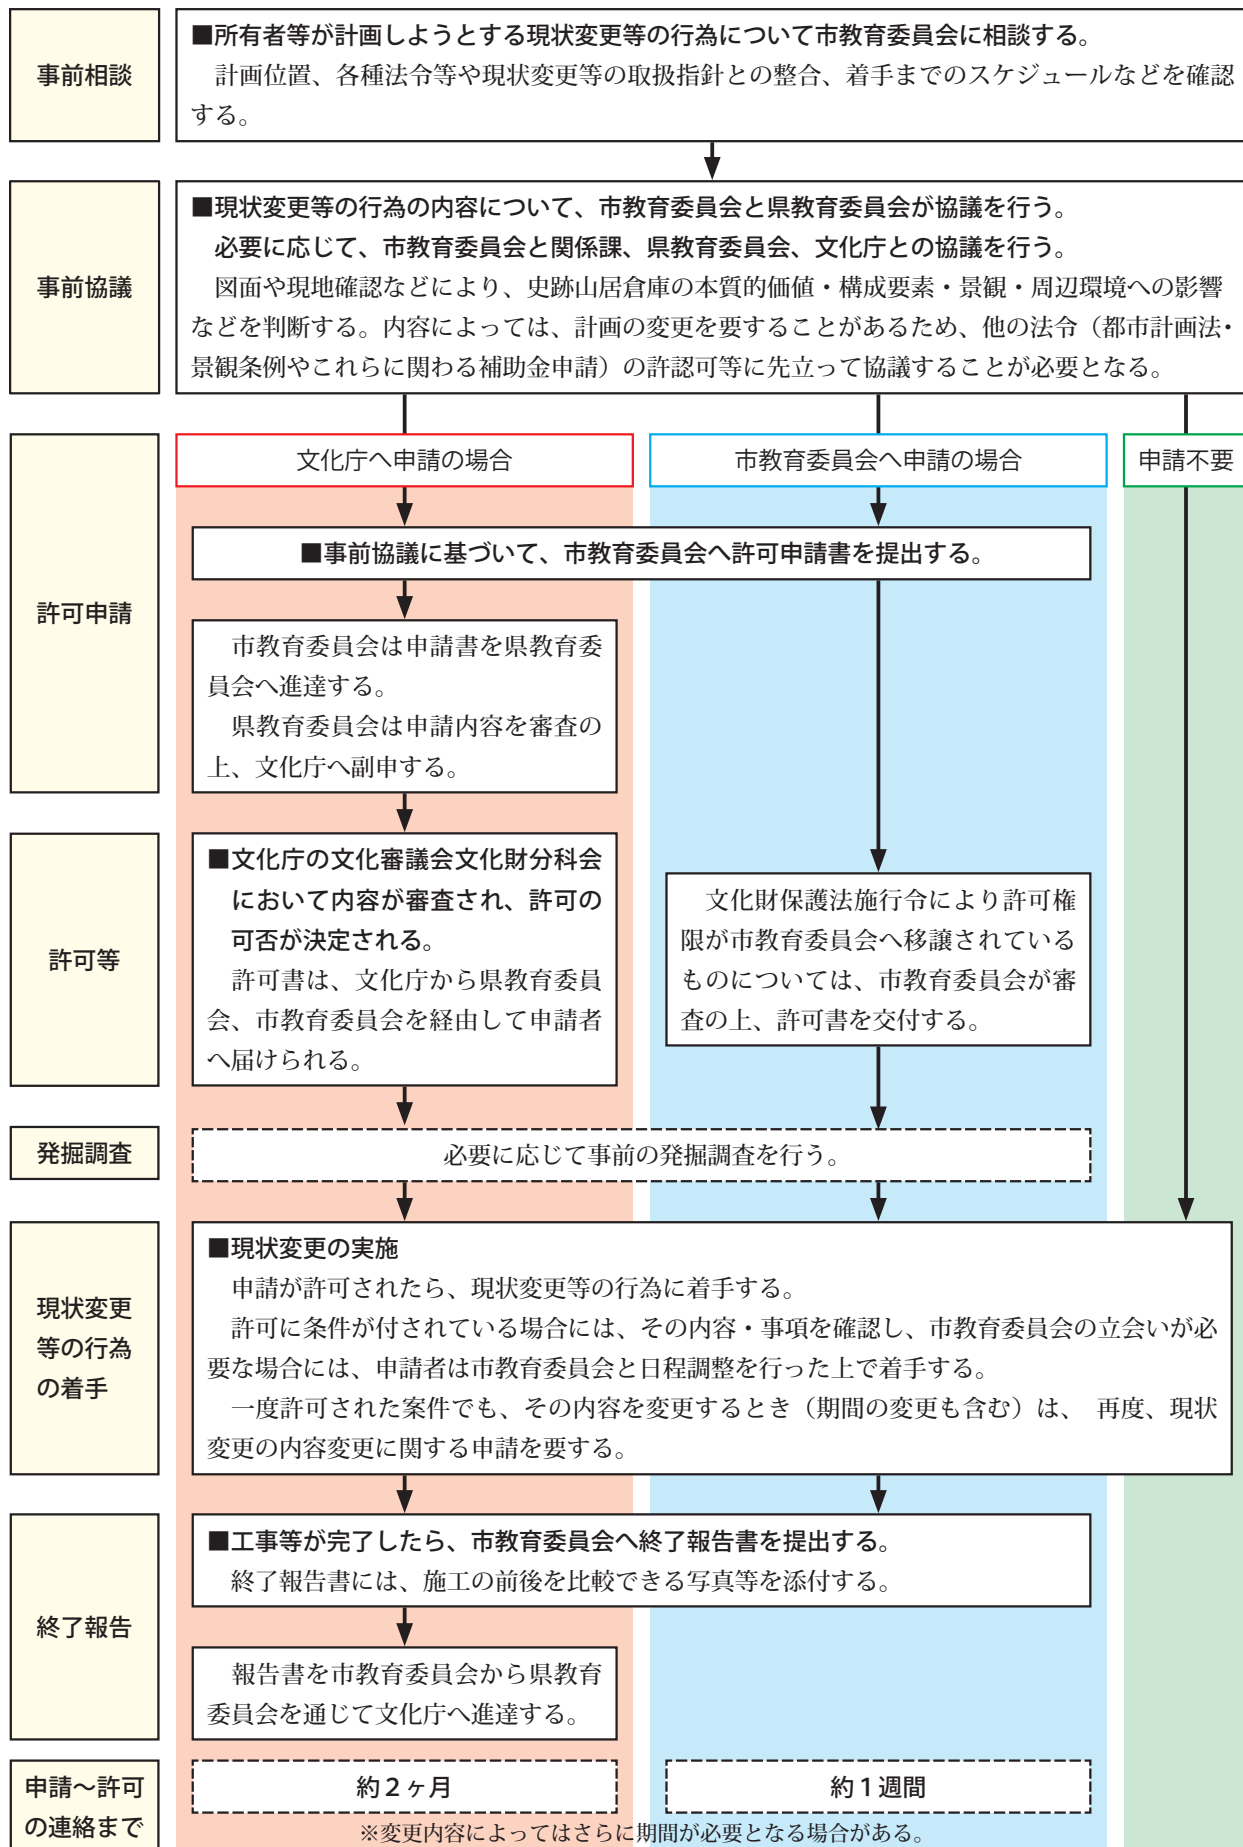 事前相談
■所有者等が計画しようとする現状変更等の行為について市教育委員会に相談する。
計画位置、各種法令等や現状変更等の取扱指針との整合、着手までのスケジュールなどを確認
する。
事前協議
■現状変更等の行為の内容について、市教育委員会と県教育委員会が協議を行う。
必要に応じて、市教育委員会と関係課、県教育委員会、文化庁との協議を行う。
図面や現地確認などにより、史跡山居倉庫の本質的価値・構成要素・景観・周辺環境への影響
などを判断する。内容によっては、計画の変更を要することがあるため、他の法令（都市計画法・
景観条例やこれらに関わる補助金申請）の許認可等に先立って協議することが必要となる。
文化庁へ申請の場合
市教育委員会へ申請の場合
申請不要
許可申請
■事前協議に基づいて、市教育委員会へ許可申請書を提出する。
市教育委員会は申請書を県教育委
員会へ進達する。
県教育委員会は申請内容を審査の
上、文化庁へ副申する。
許可等
■文化庁の文化審議会文化財分科会
において内容が審査され、許可の
可否が決定される。
許可書は、文化庁から県教育委員
会、市教育委員会を経由して申請者
へ届けられる。
文化財保護法施行令により許可権
限が市教育委員会へ移譲されている
ものについては、市教育委員会が審
査の上、許可書を交付する。
発掘調査
必要に応じて事前の発掘調査を行う。
現状変更
等の行為
の着手
■現状変更の実施
申請が許可されたら、現状変更等の行為に着手する。
許可に条件が付されている場合には、その内容・事項を確認し、市教育委員会の立会いが必
要な場合には、申請者は市教育委員会と日程調整を行った上で着手する。
一度許可された案件でも、その内容を変更するとき（期間の変更も含む）は、 再度、現状
変更の内容変更に関する申請を要する。
終了報告
■工事等が完了したら、市教育委員会へ終了報告書を提出する。
終了報告書には、施工の前後を比較できる写真等を添付する。
報告書を市教育委員会から県教育
委員会を通じて文化庁へ進達する。
申請～許可
の連絡まで
約２ヶ月
約１週間
※変更内容によってはさらに期間が必要となる場合がある。